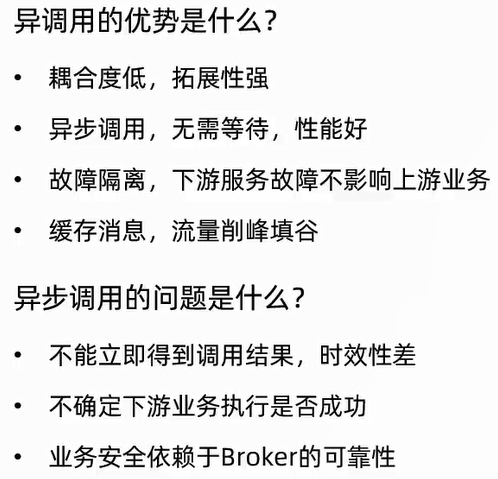 异调用的优势是什么?
• 耦合度低，拓展性强
• 异步调用，无需等待，性能好
• 故障隔离，下游服务故障不影响上游业务
• 缓存消息，流量削峰填谷
异步调用的问题是什么?
• 不能立即得到调用结果，时效性差
• 不确定下游业务执行是否成功
• 业务安全依赖于Broker的可靠性